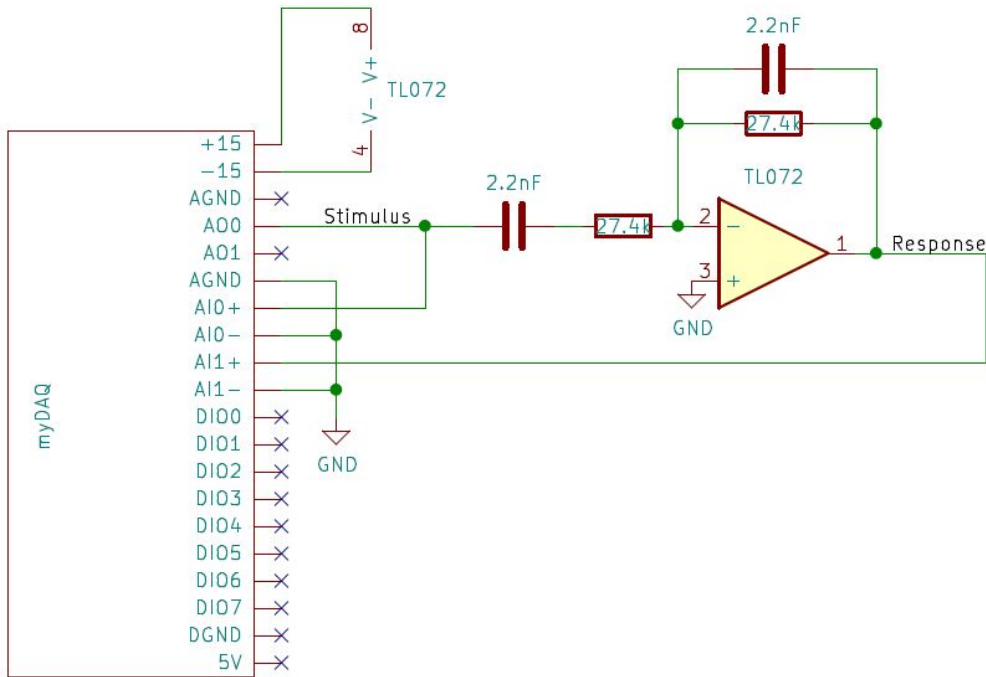 2.2nF
8
V+
TL072
V-
27.4k
4
+15
TL072
-15
2.2nF
AGND
Stimulus
AO0
27.4k
2
-
1
Response
AO1
3
+
AGND
AI0+
GND
AI0-
AI1+
AI1-
myDAQ
DIO0
DIO1
GND
DIO2
DIO3
DIO4
DIO5
DIO6
DIO7
DGND
5V